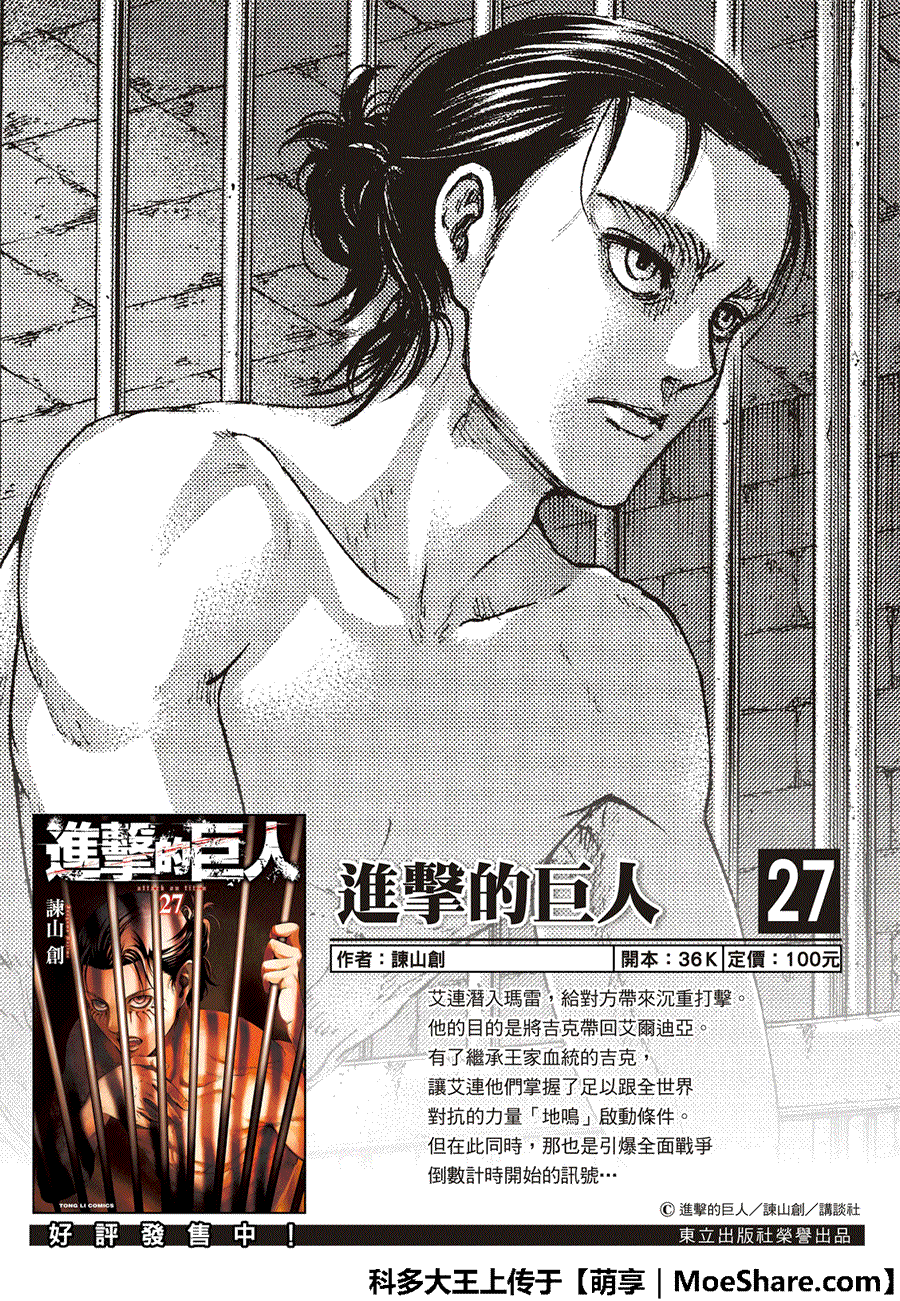 進擊的巨人
attack on titan
27
諫山創
TONG LI COMICS
進擊的巨人
27
作者：諫山創
開本：36K
定價：100元
艾連潛入瑪雷，給對方帶來沉重打擊。
他的目的是將吉克帶回艾爾迪亞。
有了繼承王家血統的吉克，
讓艾連他們掌握了足以跟全世界
對抗的力量「地鳴」啟動條件。
但在此同時，那也是引爆全面戰爭
倒數計時開始的訊號…
©進擊的巨人／諫山創／講談社
好評發售中！
東立出版社榮譽出品
科多大王上传于【萌享｜MoeShare.com】